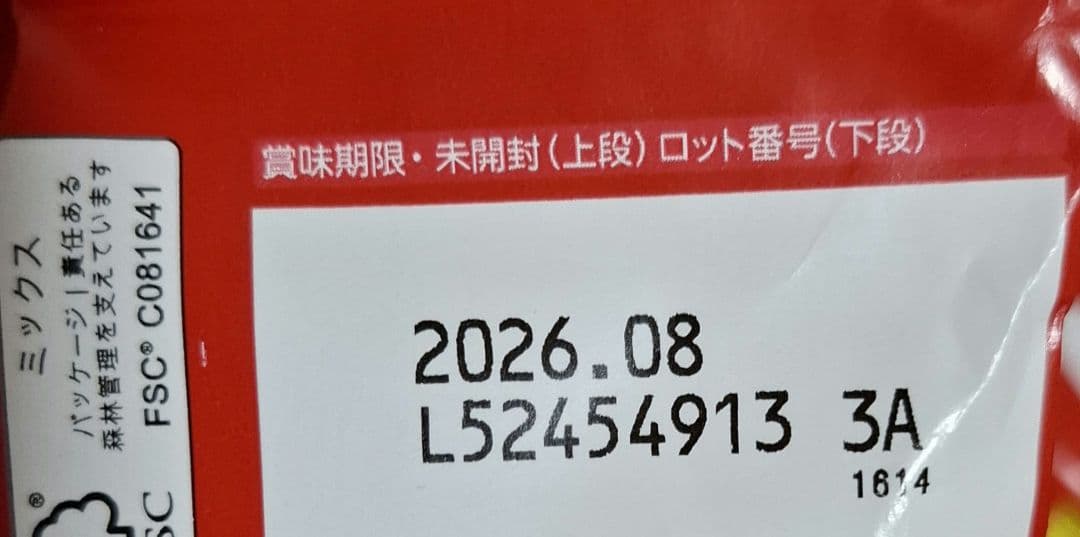 賞味期限・未開封(上段) ロット番号(下段)
2026.08
L52454913 3A
1614
ミックス
パッケージ|責任ある
森林管理を支えています
FSC® C081641
®
SC